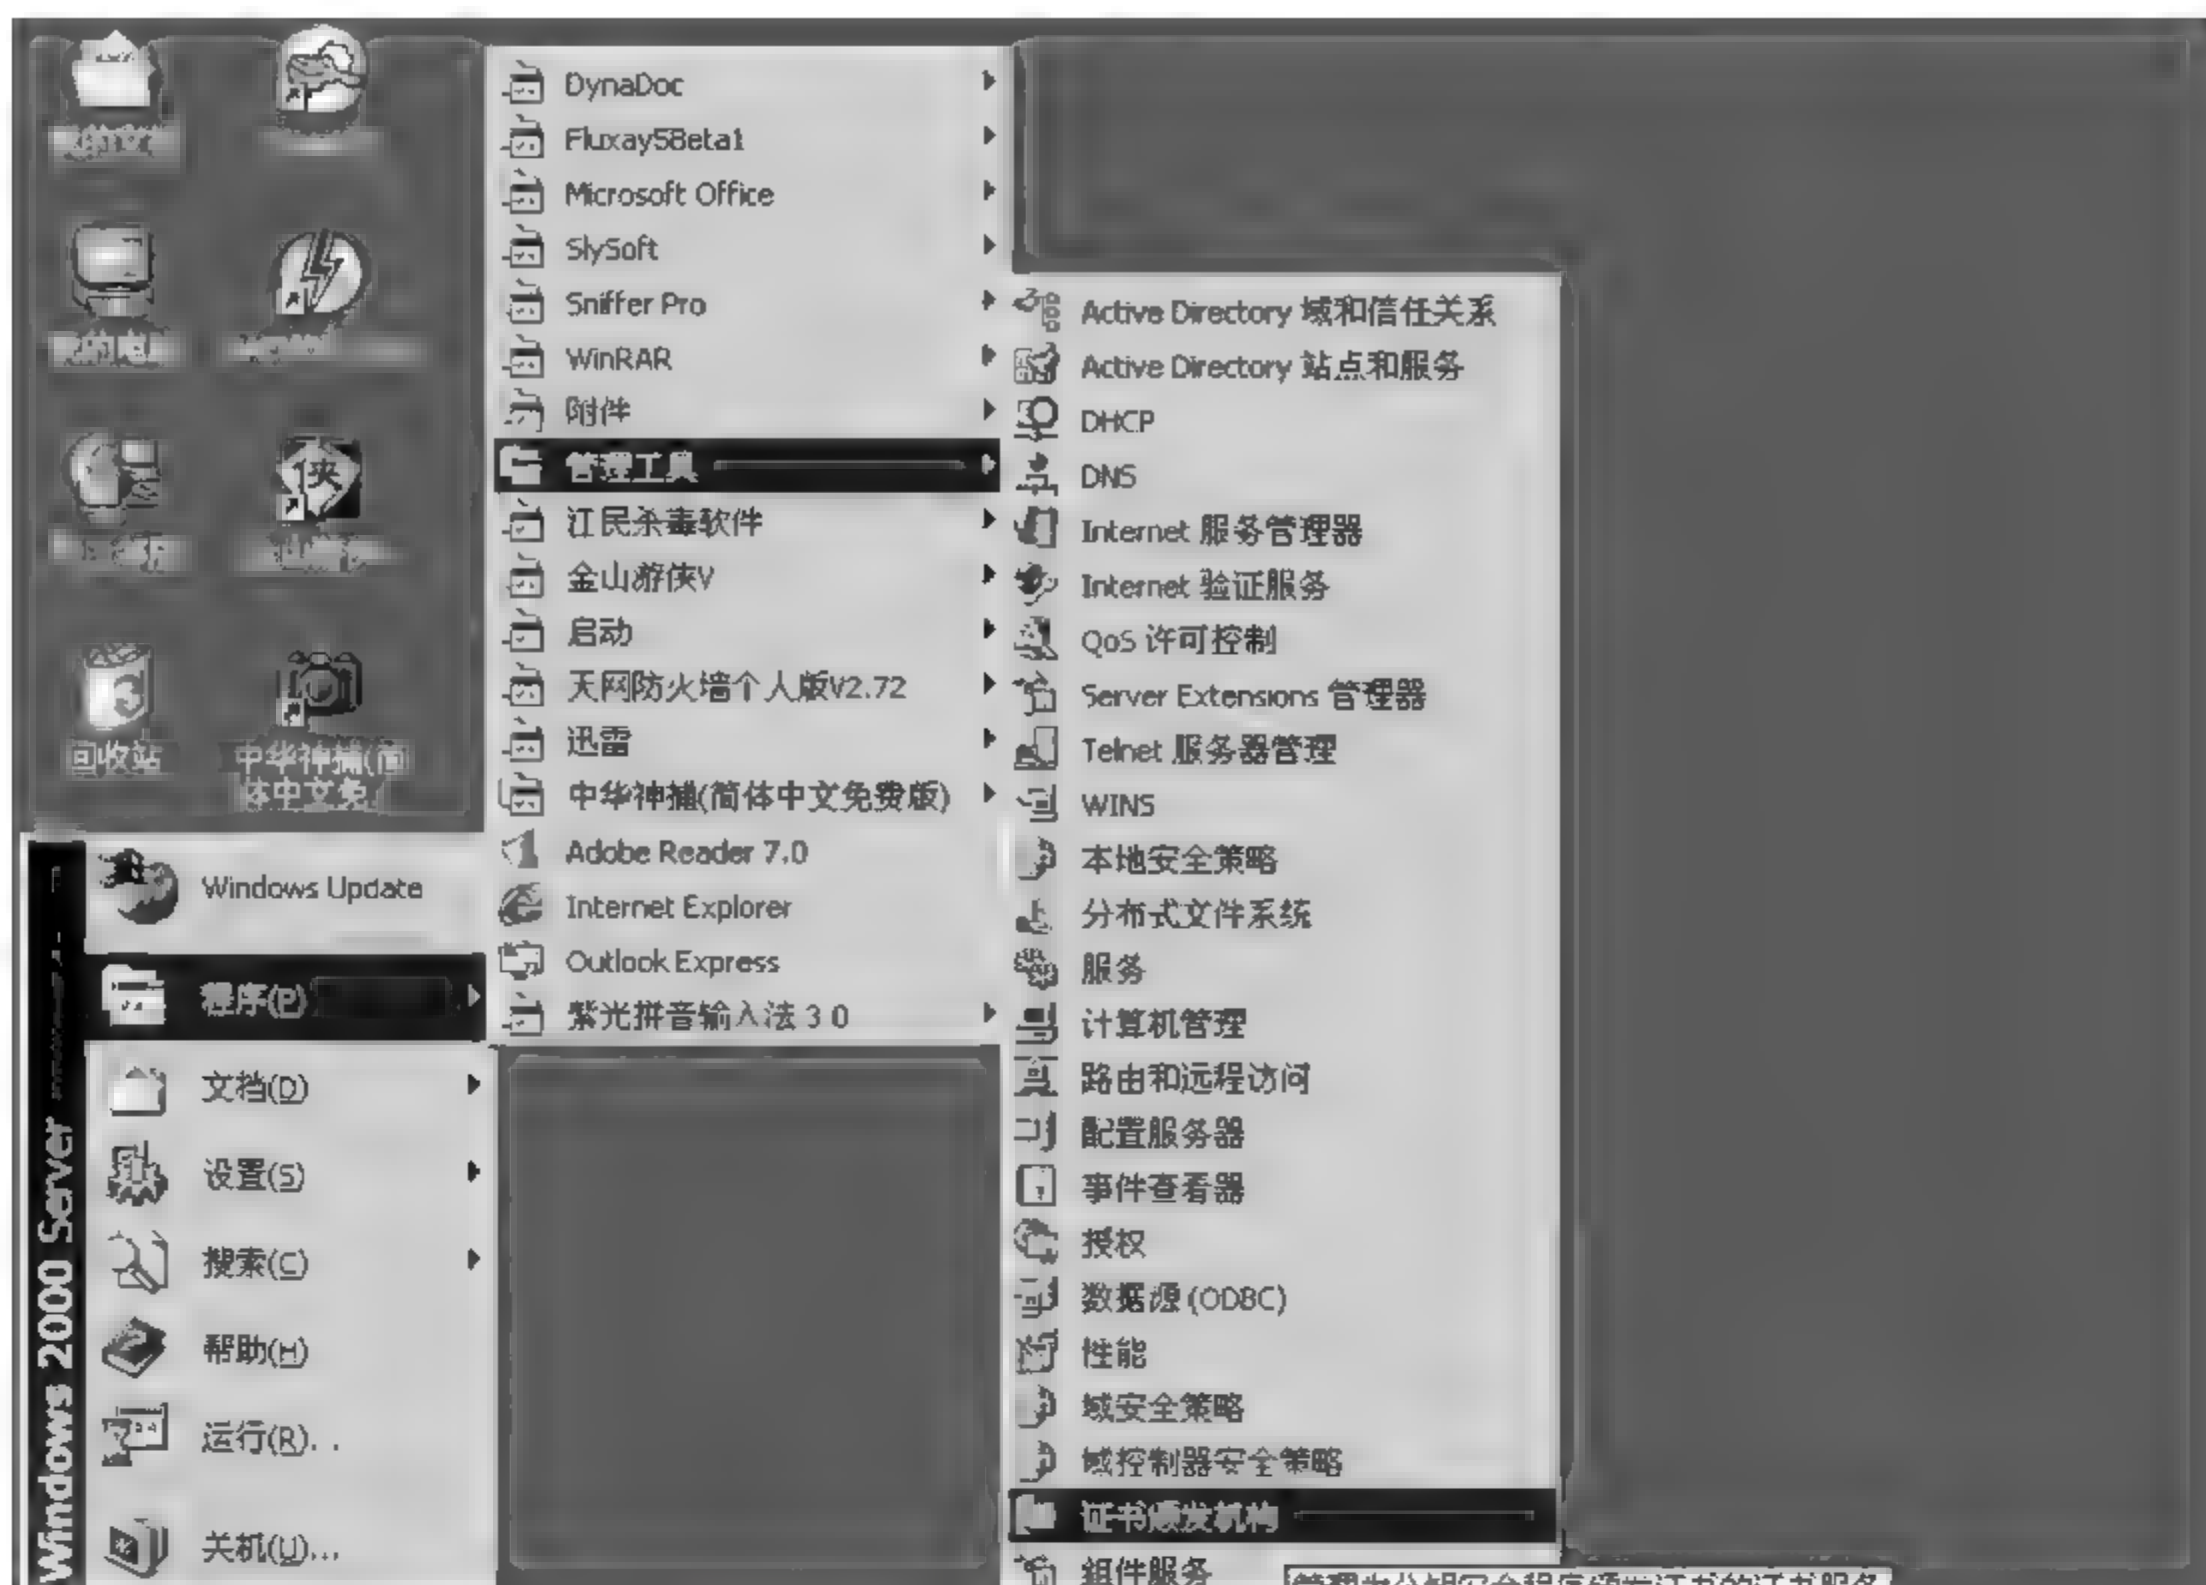 回收站
中华神捕(简
体中文免
DynaDoc
Fluxay5Beta1
Microsoft Office
SlySoft
Sniffer Pro
WinRAR
附件
管理工具
江民杀毒软件
金山游侠V
启动
天网防火墙个人版V2.72
迅雷
中华神捕(简体中文免费版)
Adobe Reader 7.0
Internet Explorer
Outlook Express
紫光拼音输入法 3 0
Active Directory 域和信任关系
Active Directory 站点和服务
DHCP
DNS
Internet 服务管理器
Internet 验证服务
QoS 许可控制
Server Extensions 管理器
Telnet 服务器管理
WINS
本地安全策略
分布式文件系统
服务
计算机管理
路由和远程访问
配置服务器
事件查看器
授权
数据源 (ODBC)
性能
域安全策略
域控制器安全策略
证书颁发机构
组件服务
Windows Update
程序(P)
文档(D)
设置(S)
搜索(C)
帮助(H)
运行(R). .
关机(U)...
Windows 2000 Server